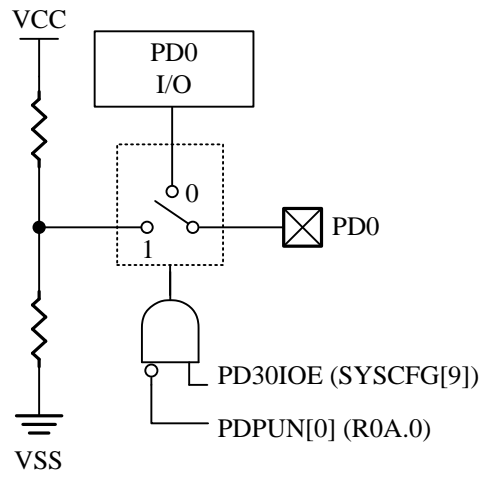 VCC
PD0
I/O
0
1
PD0
PD30IOE (SYSCFG[9])
PDPUN[0] (R0A.0)
VSS